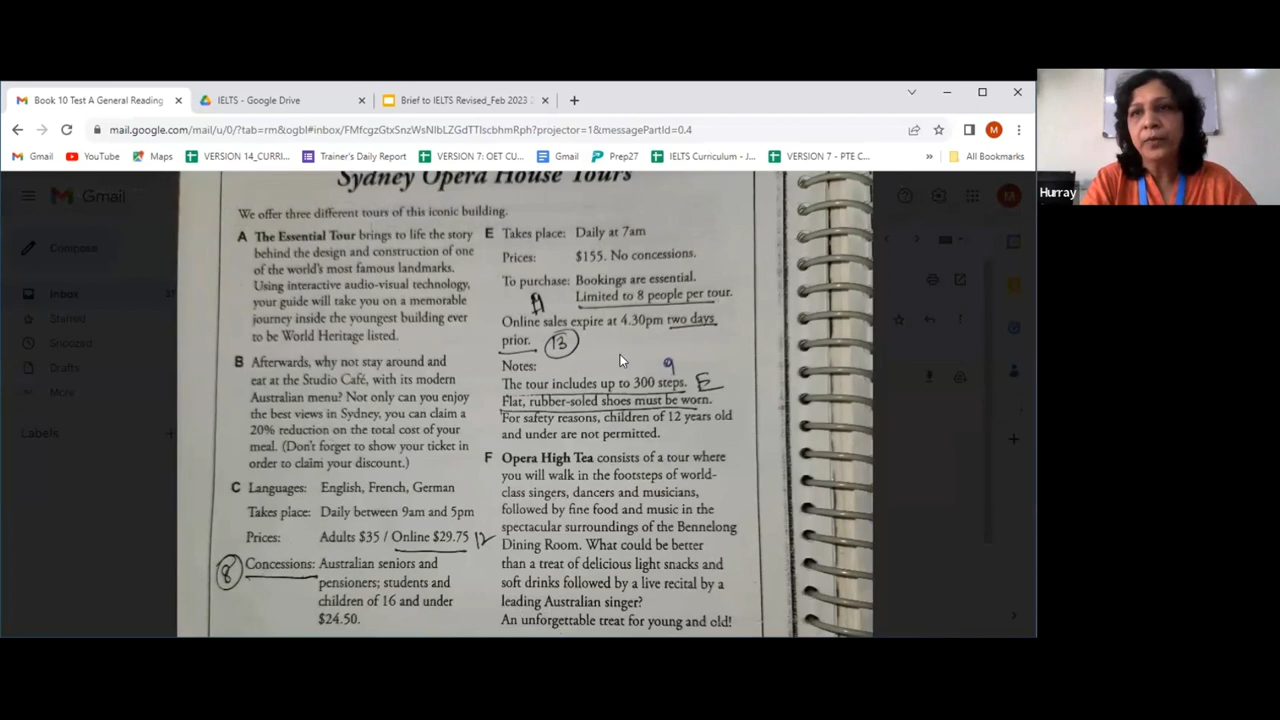 Book 10 Test A General Reading
IELTS - Google Drive
Brief to IELTS Revised_Feb 2023
mail.google.com/mail/u/0/?tab=rm&ogbl#inbox/FMfcgzGtxSnzWsNlbLZGdTTlscbhmRph?projector=1&messagePartId=0.4
M
Gmail
YouTube
Maps
VERSION 14_CURRI...
Trainer's Daily Report
VERSION 7: OET CU...
Gmail
Prep27
IELTS Curriculum - J...
VERSION 7 - PTE C...
»
All Bookmarks
Hurray
Gmail
Compose
Inbox
37
Starred
Snoozed
Drafts
More
Labels
Sydney Opera House Tours
We offer three different tours of this iconic building.
A The Essential Tour brings to life the story
behind the design and construction of one
of the world's most famous landmarks.
Using interactive audio-visual technology,
your guide will take you on a memorable
journey inside the youngest building ever
to be World Heritage listed.
B Afterwards, why not stay around and
eat at the Studio Café, with its modern
Australian menu? Not only can you enjoy
the best views in Sydney, you can claim a
20% reduction on the total cost of your
meal. (Don't forget to show your ticket in
order to claim your discount.)
C Languages: English, French, German
Takes place: Daily between 9am and 5pm
Prices: Adults $35 / Online $29.75 12
8 Concessions: Australian seniors and
pensioners; students and
children of 16 and under
$24.50.
E Takes place: Daily at 7am
Prices: $155. No concessions.
To purchase: Bookings are essential.
Limited to 8 people per tour.
Online sales expire at 4.30pm two days
prior. 13
Notes: 9
The tour includes up to 300 steps. E
Flat, rubber-soled shoes must be worn.
For safety reasons, children of 12 years old
and under are not permitted.
F Opera High Tea consists of a tour where
you will walk in the footsteps of world-
class singers, dancers and musicians,
followed by fine food and music in the
spectacular surroundings of the Bennelong
Dining Room. What could be better
than a treat of delicious light snacks and
soft drinks followed by a live recital by a
leading Australian singer?
An unforgettable treat for young and old!